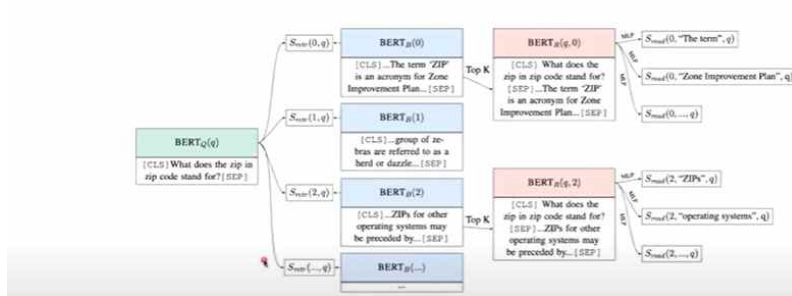 BERT_Q(q)
[CLS]What does the zip in
zip code stand for?[SEP]
S_retr(0,q)
S_retr(1,q)
S_retr(2,q)
S_retr(...,q)
BERT_B(0)
[CLS]...The term 'ZIP'
is an acronym for Zone
Improvement Plan...[SEP]
BERT_B(1)
[CLS]...group of ze-
bras are referred to as a
herd or dazzle...[SEP]
BERT_B(2)
[CLS]...ZIPs for other
operating systems may
be preceded by...[SEP]
BERT_B(...)
...
Top K
Top K
BERT_R(q,0)
[CLS] What does the
zip in zip code stand for?
[SEP]...The term 'ZIP'
is an acronym for Zone
Improvement Plan...[SEP]
BERT_R(q,2)
[CLS] What does the
zip in zip code stand for?
[SEP]...ZIPs for other
operating systems may
be preceded by...[SEP]
MLP
MLP
MLP
S_read(0, "The term", q)
S_read(0, "Zone Improvement Plan", q)
S_read(0, ..., q)
MLP
MLP
MLP
S_read(2, "ZIPs", q)
S_read(2, "operating systems", q)
S_read(2, ..., q)